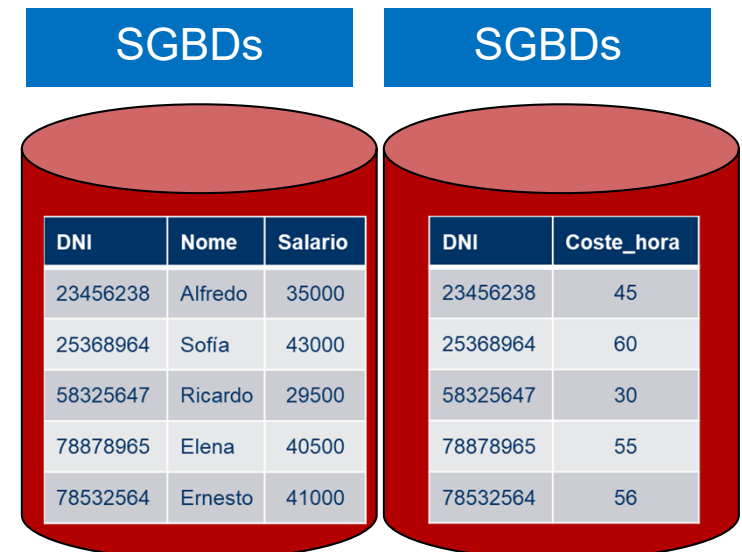 SGBDs
SGBDs
DNI Nome Salario
23456238 Alfredo 35000
25368964 Sofía 43000
58325647 Ricardo 29500
78878965 Elena 40500
78532564 Ernesto 41000
DNI Coste_hora
23456238 45
25368964 60
58325647 30
78878965 55
78532564 56